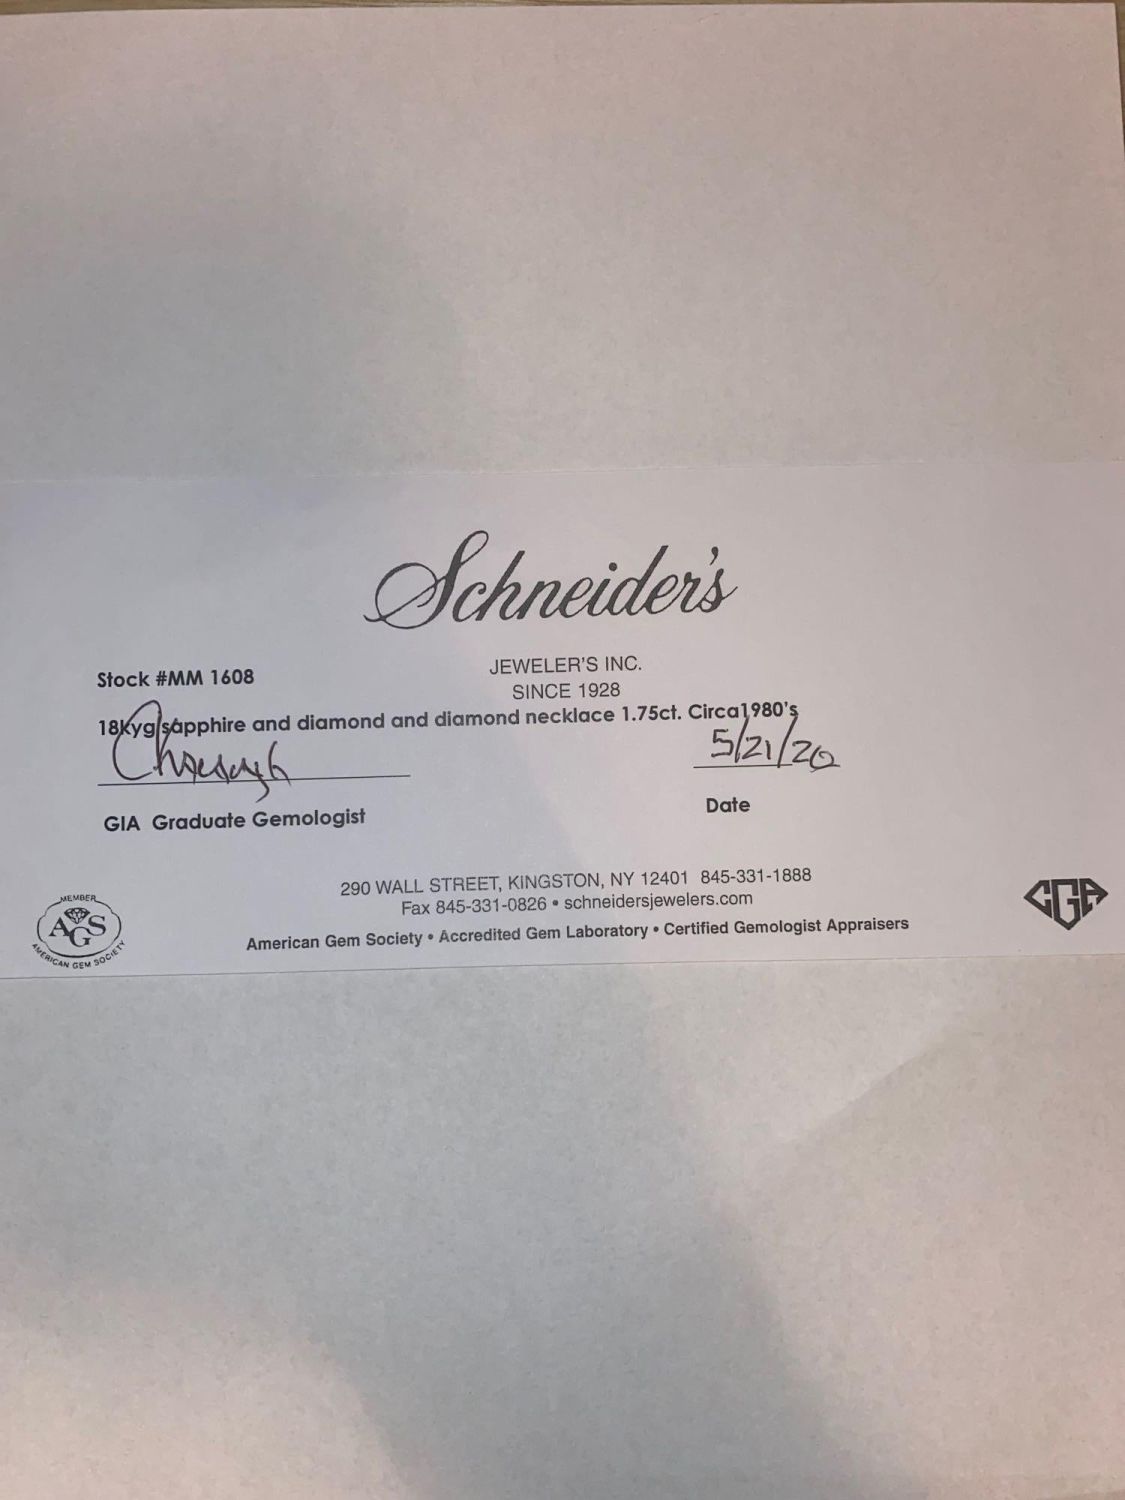 Schneider's
JEWELER'S INC.
SINCE 1928
Stock #MM 1608
18kyg sapphire and diamond and diamond necklace 1.75ct. Circa1980's
5/21/20
GIA Graduate Gemologist
Date
290 WALL STREET, KINGSTON, NY 12401 845-331-1888
Fax 845-331-0826 • schneidersjewelers.com
American Gem Society • Accredited Gem Laboratory • Certified Gemologist Appraisers
MEMBER
AGS
AMERICAN GEM SOCIETY
CGA